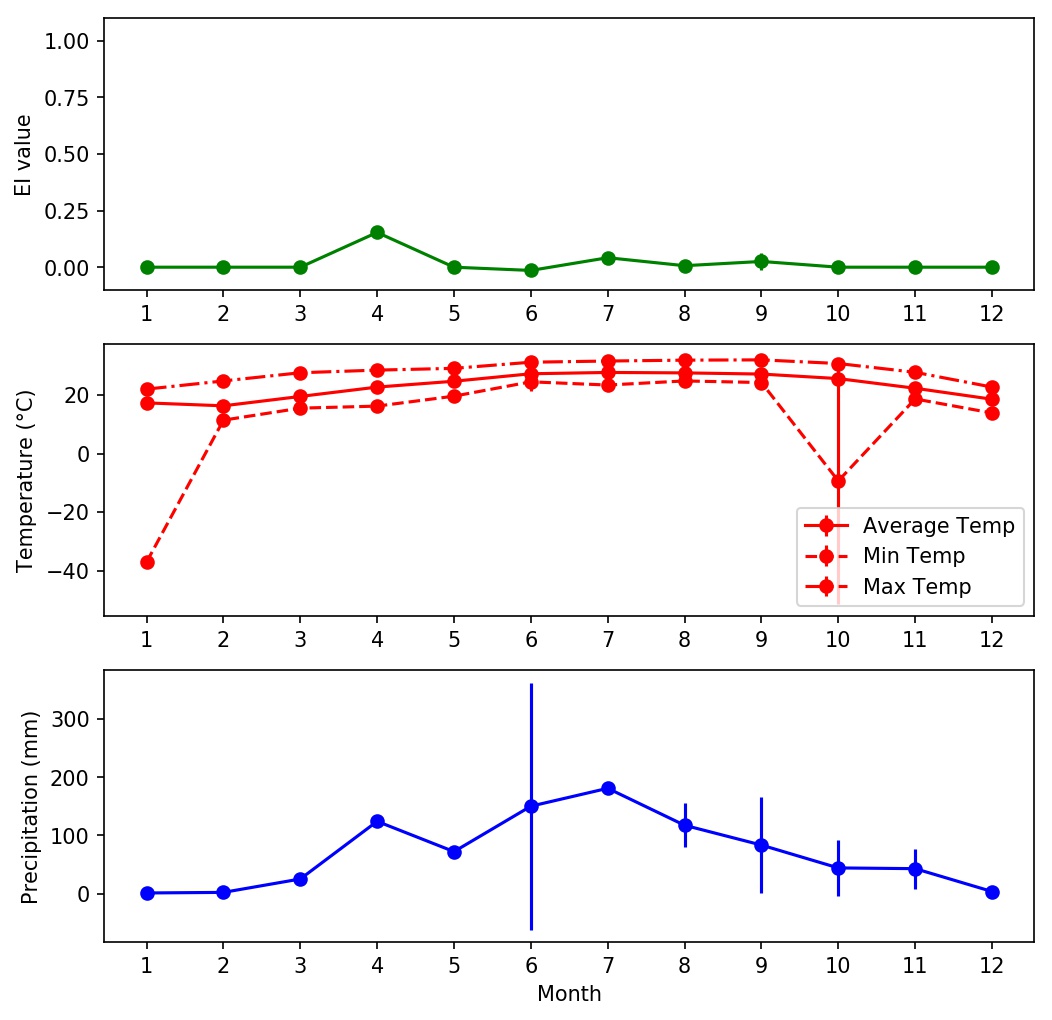 EI value
1.00
0.75
0.50
0.25
0.00
1 2 3 4 5 6 7 8 9 10 11 12
Temperature (°C)
20
0
−20
−40
Average Temp
Min Temp
Max Temp
1 2 3 4 5 6 7 8 9 10 11 12
Precipitation (mm)
300
200
100
0
1 2 3 4 5 6 7 8 9 10 11 12
Month